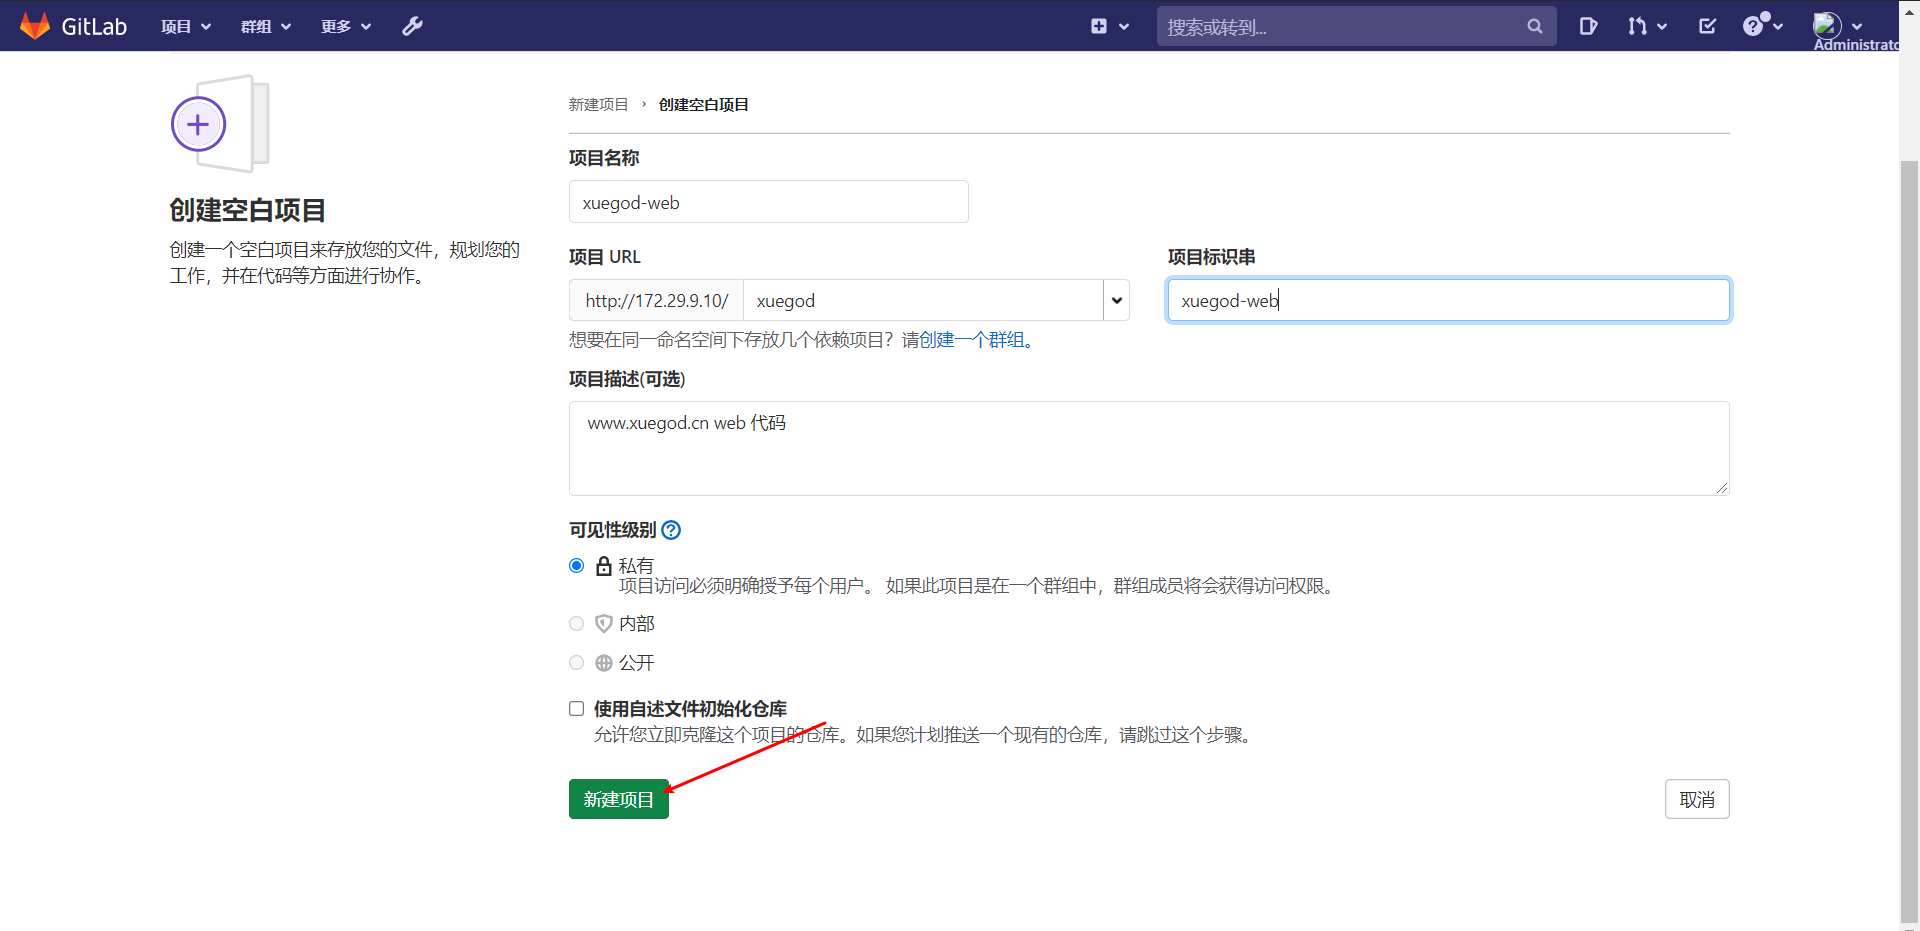 GitLab
项目
群组
更多
搜索或转到...
Administrato
创建空白项目
创建一个空白项目来存放您的文件，规划您的
工作，并在代码等方面进行协作。
新建项目 › 创建空白项目
项目名称
xuegod-web
项目 URL
项目标识串
http://172.29.9.10/
xuegod
xuegod-web
想要在同一命名空间下存放几个依赖项目？请创建一个群组。
项目描述(可选)
www.xuegod.cn web 代码
可见性级别
私有
项目访问必须明确授予每个用户。 如果此项目是在一个群组中，群组成员将会获得访问权限。
内部
公开
使用自述文件初始化仓库
允许您立即克隆这个项目的仓库。如果您计划推送一个现有的仓库，请跳过这个步骤。
新建项目
取消